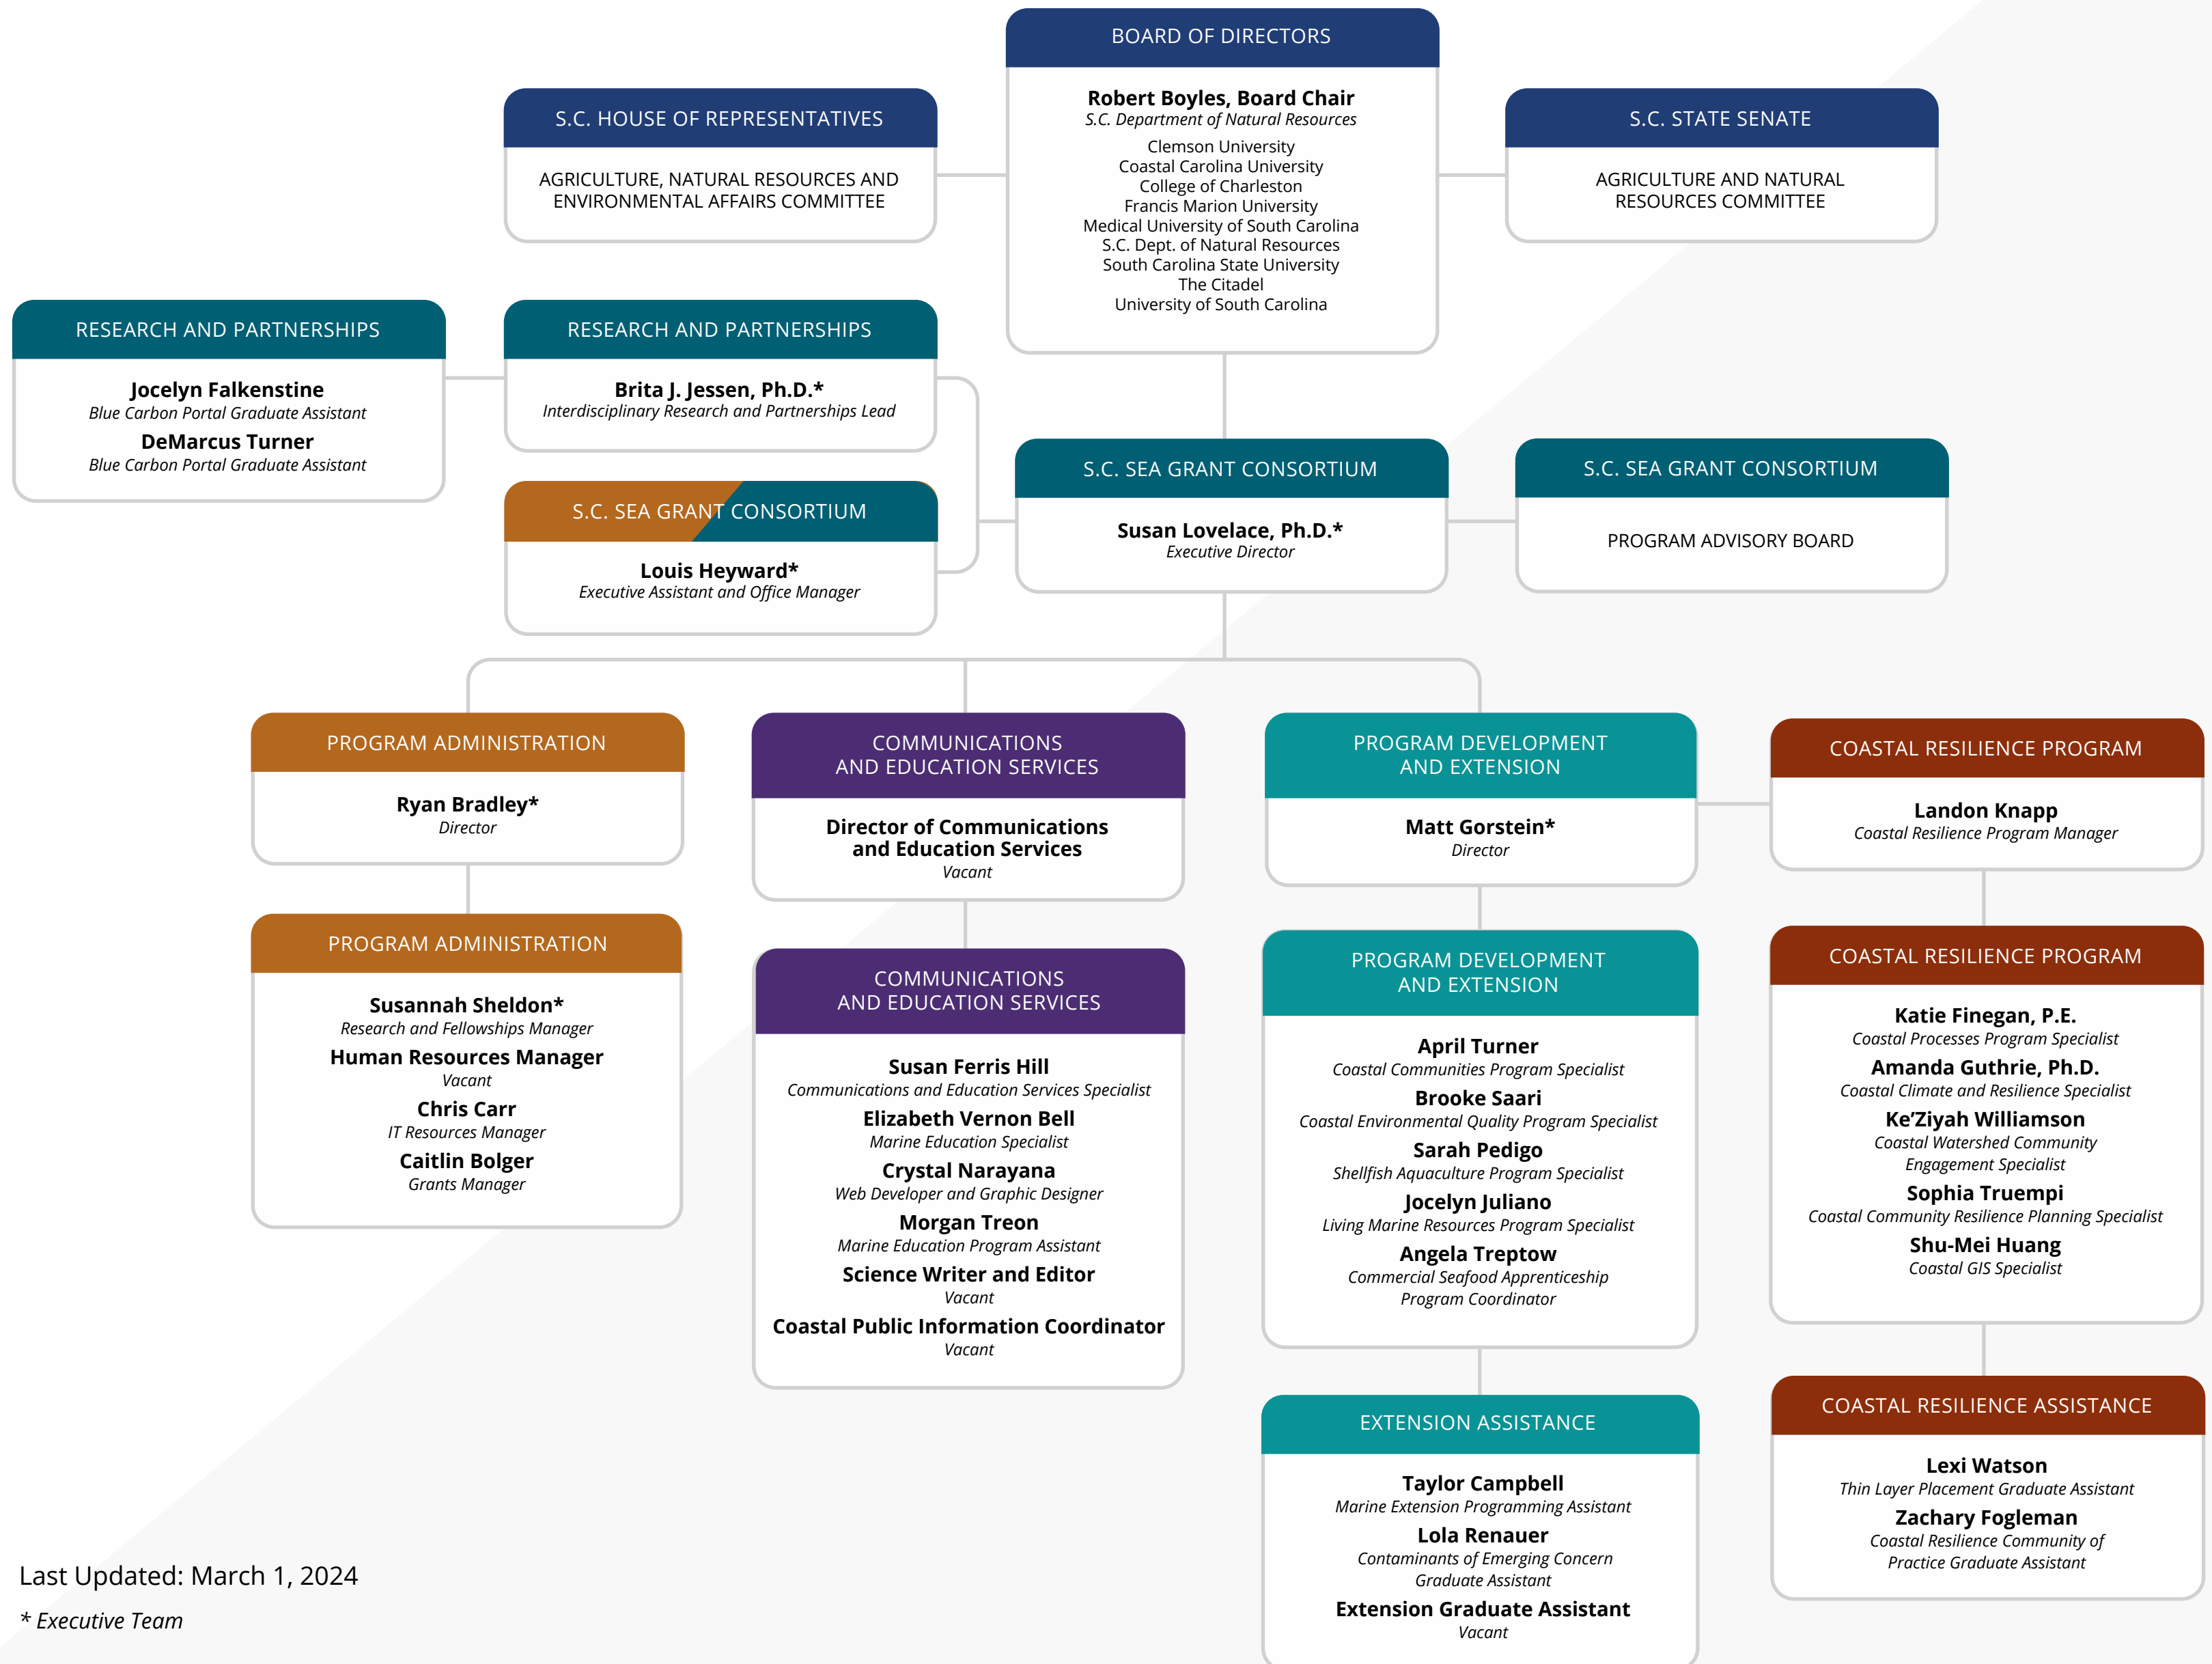 BOARD OF DIRECTORS
Robert Boyles, Board Chair
S.C. Department of Natural Resources
Clemson University
Coastal Carolina University
College of Charleston
Francis Marion University
Medical University of South Carolina
S.C. Dept. of Natural Resources
South Carolina State University
The Citadel
University of South Carolina
S.C. HOUSE OF REPRESENTATIVES
AGRICULTURE, NATURAL RESOURCES AND
ENVIRONMENTAL AFFAIRS COMMITTEE
S.C. STATE SENATE
AGRICULTURE AND NATURAL
RESOURCES COMMITTEE
RESEARCH AND PARTNERSHIPS
Jocelyn Falkenstine
Blue Carbon Portal Graduate Assistant
DeMarcus Turner
Blue Carbon Portal Graduate Assistant
RESEARCH AND PARTNERSHIPS
Brita J. Jessen, Ph.D.*
Interdisciplinary Research and Partnerships Lead
S.C. SEA GRANT CONSORTIUM
Louis Heyward*
Executive Assistant and Office Manager
S.C. SEA GRANT CONSORTIUM
Susan Lovelace, Ph.D.*
Executive Director
S.C. SEA GRANT CONSORTIUM
PROGRAM ADVISORY BOARD
PROGRAM ADMINISTRATION
Ryan Bradley*
Director
PROGRAM ADMINISTRATION
Susannah Sheldon*
Research and Fellowships Manager
Human Resources Manager
Vacant
Chris Carr
IT Resources Manager
Caitlin Bolger
Grants Manager
COMMUNICATIONS
AND EDUCATION SERVICES
Director of Communications
and Education Services
Vacant
COMMUNICATIONS
AND EDUCATION SERVICES
Susan Ferris Hill
Communications and Education Services Specialist
Elizabeth Vernon Bell
Marine Education Specialist
Crystal Narayana
Web Developer and Graphic Designer
Morgan Treon
Marine Education Program Assistant
Science Writer and Editor
Vacant
Coastal Public Information Coordinator
Vacant
PROGRAM DEVELOPMENT
AND EXTENSION
Matt Gorstein*
Director
PROGRAM DEVELOPMENT
AND EXTENSION
April Turner
Coastal Communities Program Specialist
Brooke Saari
Coastal Environmental Quality Program Specialist
Sarah Pedigo
Shellfish Aquaculture Program Specialist
Jocelyn Juliano
Living Marine Resources Program Specialist
Angela Treptow
Commercial Seafood Apprenticeship
Program Coordinator
EXTENSION ASSISTANCE
Taylor Campbell
Marine Extension Programming Assistant
Lola Renauer
Contaminants of Emerging Concern
Graduate Assistant
Extension Graduate Assistant
Vacant
COASTAL RESILIENCE PROGRAM
Landon Knapp
Coastal Resilience Program Manager
COASTAL RESILIENCE PROGRAM
Katie Finegan, P.E.
Coastal Processes Program Specialist
Amanda Guthrie, Ph.D.
Coastal Climate and Resilience Specialist
Ke’Ziyah Williamson
Coastal Watershed Community
Engagement Specialist
Sophia Truempi
Coastal Community Resilience Planning Specialist
Shu-Mei Huang
Coastal GIS Specialist
COASTAL RESILIENCE ASSISTANCE
Lexi Watson
Thin Layer Placement Graduate Assistant
Zachary Fogleman
Coastal Resilience Community of
Practice Graduate Assistant
Last Updated: March 1, 2024
* Executive Team